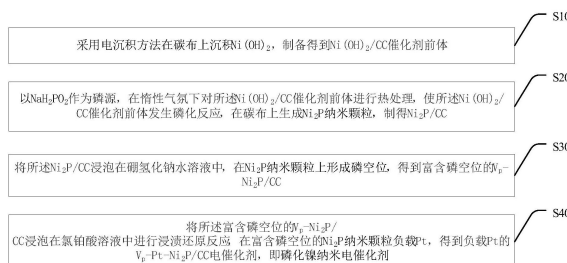 S10
采用电沉积方法在碳布上沉积Ni(OH)₂，制备得到Ni(OH)₂/CC催化剂前体
S20
以NaH₂PO₂作为磷源，在惰性气氛下对所述Ni(OH)₂/CC催化剂前体进行热处理，使所述Ni(OH)₂/
CC催化剂前体发生磷化反应，在碳布上生成Ni₂P纳米颗粒，制得Ni₂P/CC
S30
将所述Ni₂P/CC浸泡在硼氢化钠水溶液中，在Ni₂P纳米颗粒上形成磷空位，得到富含磷空位的Vₚ-
Ni₂P/CC
S40
将所述富含磷空位的Vₚ-Ni₂P/
CC浸泡在氯铂酸溶液中进行浸渍还原反应 在富含磷空位的Ni₂P纳米颗粒负载Pt，得到负载Pt的
Vₚ-Pt-Ni₂P/CC电催化剂，即磷化镍纳米电催化剂